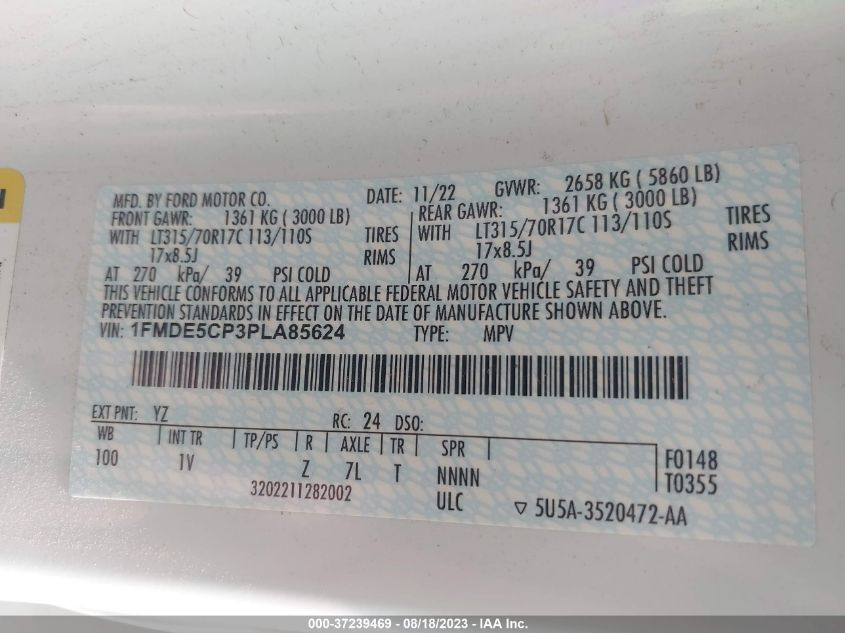 MFD. BY FORD MOTOR CO. DATE: 11/22 GVWR: 2658 KG ( 5860 LB)
FRONT GAWR: 1361 KG ( 3000 LB) REAR GAWR: 1361 KG ( 3000 LB)
WITH LT315/70R17C 113/110S TIRES WITH LT315/70R17C 113/110S TIRES
17x8.5J RIMS 17x8.5J RIMS
AT 270 kPa/ 39 PSI COLD AT 270 kPa/ 39 PSI COLD
THIS VEHICLE CONFORMS TO ALL APPLICABLE FEDERAL MOTOR VEHICLE SAFETY AND THEFT
PREVENTION STANDARDS IN EFFECT ON THE DATE OF MANUFACTURE SHOWN ABOVE.
VIN: 1FMDE5CP3PLA85624 TYPE: MPV
EXT PNT: YZ RC: 24 DSO:
WB INT TR TP/PS R AXLE TR SPR
100 1V Z 7L T NNNN
F0148
T0355
3202211282002 ULC ▽ 5U5A-3520472-AA
000-37239469 - 08/18/2023 - IAA Inc.